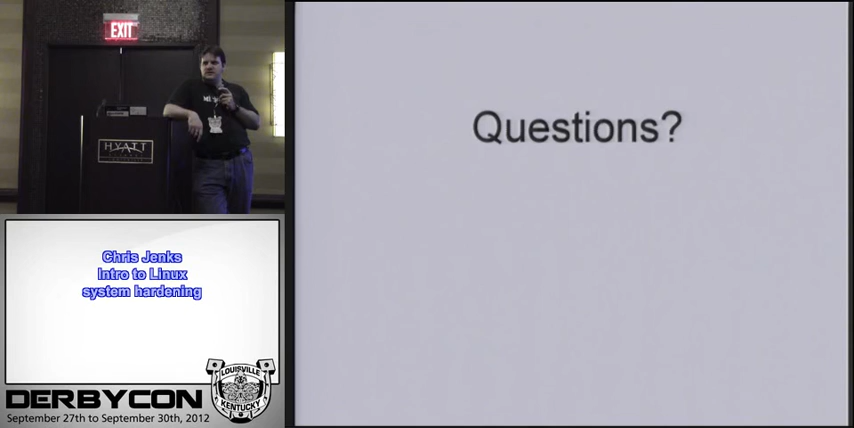 EXIT
HYATT
Questions?
Chris Jenks
Intro to Linux
system hardening
DERBYCON
September 27th to September 30th, 2012
LOUISVILLE
KENTUCKY